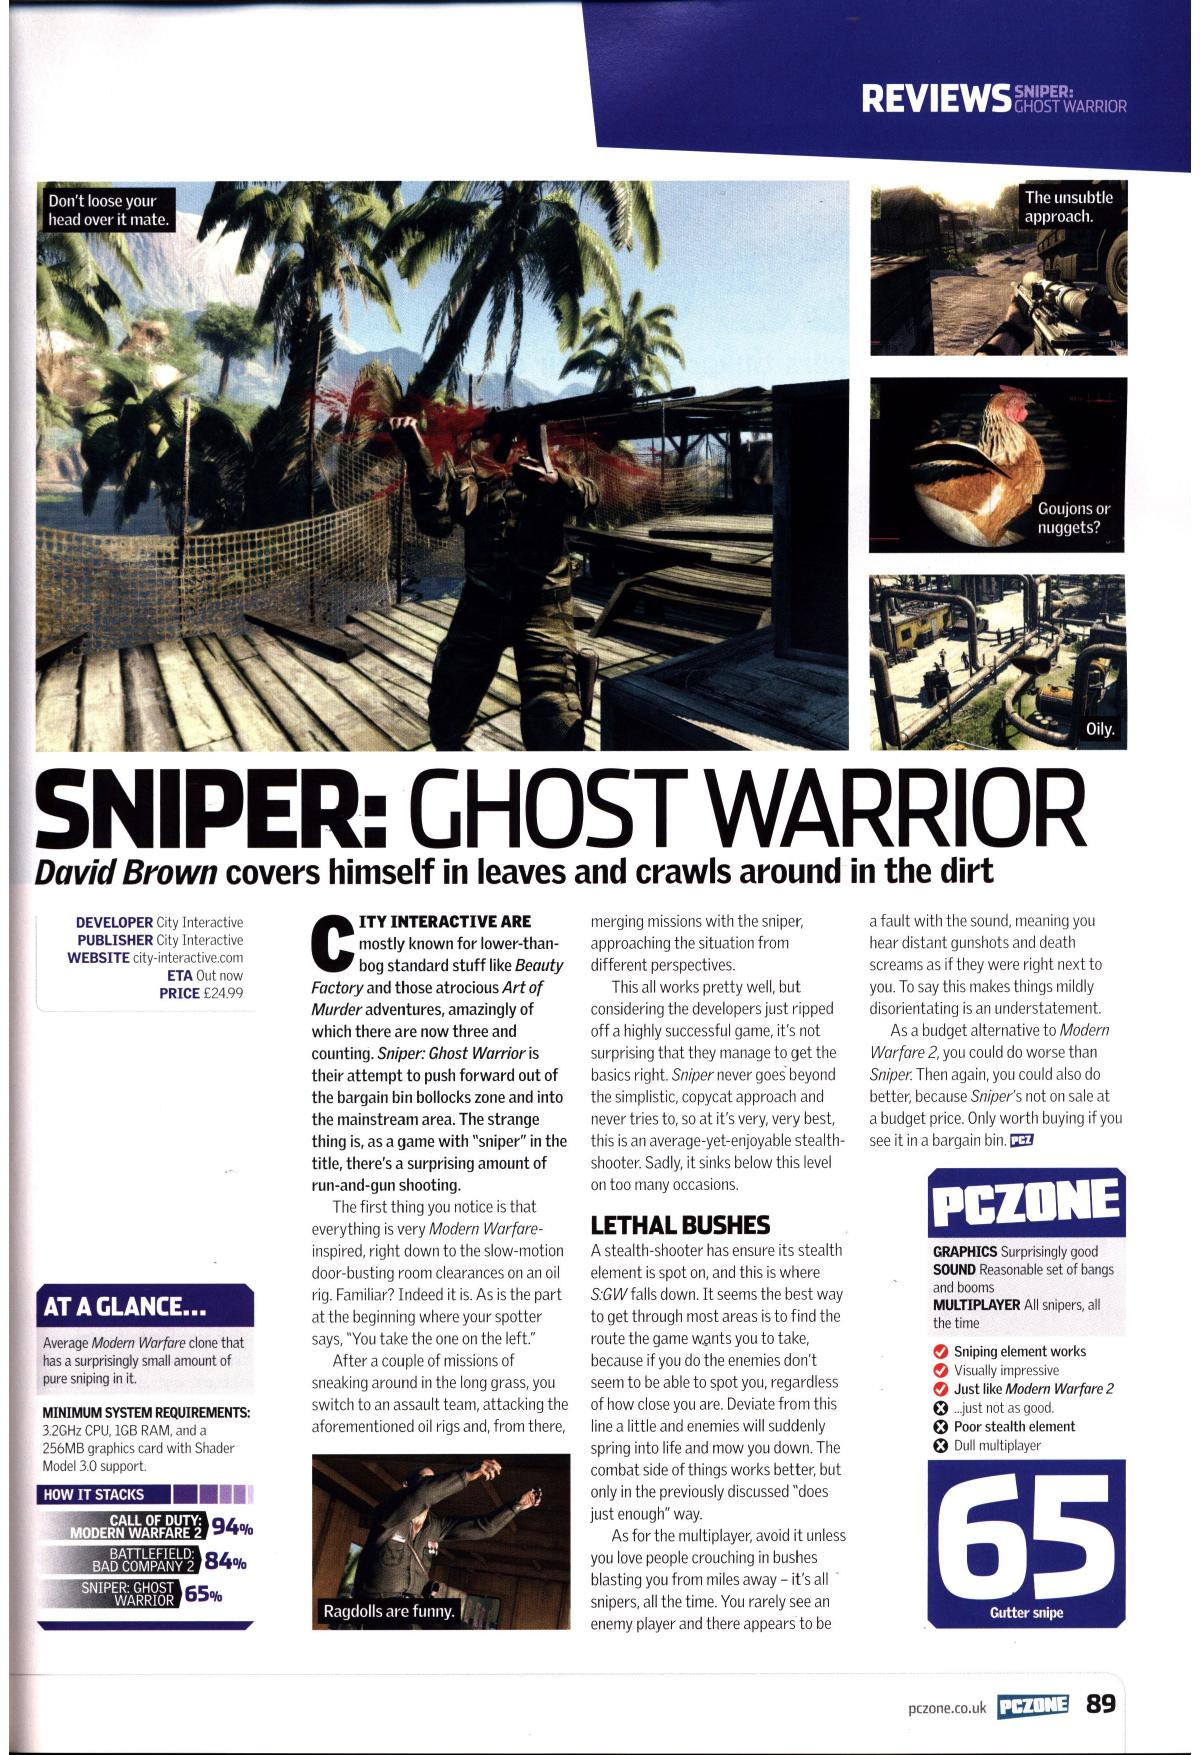 REVIEWS SNIPER:
GHOST WARRIOR
Don't loose your
head over it mate.
The unsubtle
approach.
Goujons or
nuggets?
Oily.
SNIPER: GHOST WARRIOR
David Brown covers himself in leaves and crawls around in the dirt
DEVELOPER City Interactive
PUBLISHER City Interactive
WEBSITE city-interactive.com
ETA Out now
PRICE £24.99
AT A GLANCE...
Average Modern Warfare clone that
has a surprisingly small amount of
pure sniping in it.
MINIMUM SYSTEM REQUIREMENTS:
3.2GHz CPU, 1GB RAM, and a
256MB graphics card with Shader
Model 3.0 support.
HOW IT STACKS
CALL OF DUTY:
MODERN WARFARE 2 94%
BATTLEFIELD:
BAD COMPANY 2 84%
SNIPER: GHOST
WARRIOR 65%
CITY INTERACTIVE ARE
mostly known for lower-than-
bog standard stuff like Beauty
Factory and those atrocious Art of
Murder adventures, amazingly of
which there are now three and
counting. Sniper: Ghost Warrior is
their attempt to push forward out of
the bargain bin bollocks zone and into
the mainstream area. The strange
thing is, as a game with "sniper" in the
title, there's a surprising amount of
run-and-gun shooting.
The first thing you notice is that
everything is very Modern Warfare-
inspired, right down to the slow-motion
door-busting room clearances on an oil
rig. Familiar? Indeed it is. As is the part
at the beginning where your spotter
says, "You take the one on the left."
After a couple of missions of
sneaking around in the long grass, you
switch to an assault team, attacking the
aforementioned oil rigs and, from there,
Ragdolls are funny.
merging missions with the sniper,
approaching the situation from
different perspectives.
This all works pretty well, but
considering the developers just ripped
off a highly successful game, it's not
surprising that they manage to get the
basics right. Sniper never goes beyond
the simplistic, copycat approach and
never tries to, so at it's very, very best,
this is an average-yet-enjoyable stealth-
shooter. Sadly, it sinks below this level
on too many occasions.
LETHAL BUSHES
A stealth-shooter has ensure its stealth
element is spot on, and this is where
S:GW falls down. It seems the best way
to get through most areas is to find the
route the game wants you to take,
because if you do the enemies don't
seem to be able to spot you, regardless
of how close you are. Deviate from this
line a little and enemies will suddenly
spring into life and mow you down. The
combat side of things works better, but
only in the previously discussed "does
just enough" way.
As for the multiplayer, avoid it unless
you love people crouching in bushes
blasting you from miles away – it's all
snipers, all the time. You rarely see an
enemy player and there appears to be
a fault with the sound, meaning you
hear distant gunshots and death
screams as if they were right next to
you. To say this makes things mildly
disorientating is an understatement.
As a budget alternative to Modern
Warfare 2, you could do worse than
Sniper. Then again, you could also do
better, because Sniper's not on sale at
a budget price. Only worth buying if you
see it in a bargain bin. PCZ
PCZONE
GRAPHICS Surprisingly good
SOUND Reasonable set of bangs
and booms
MULTIPLAYER All snipers, all
the time
Sniping element works
Visually impressive
Just like Modern Warfare 2
...just not as good.
Poor stealth element
Dull multiplayer
65
Gutter snipe
pczone.co.uk PCZONE 89